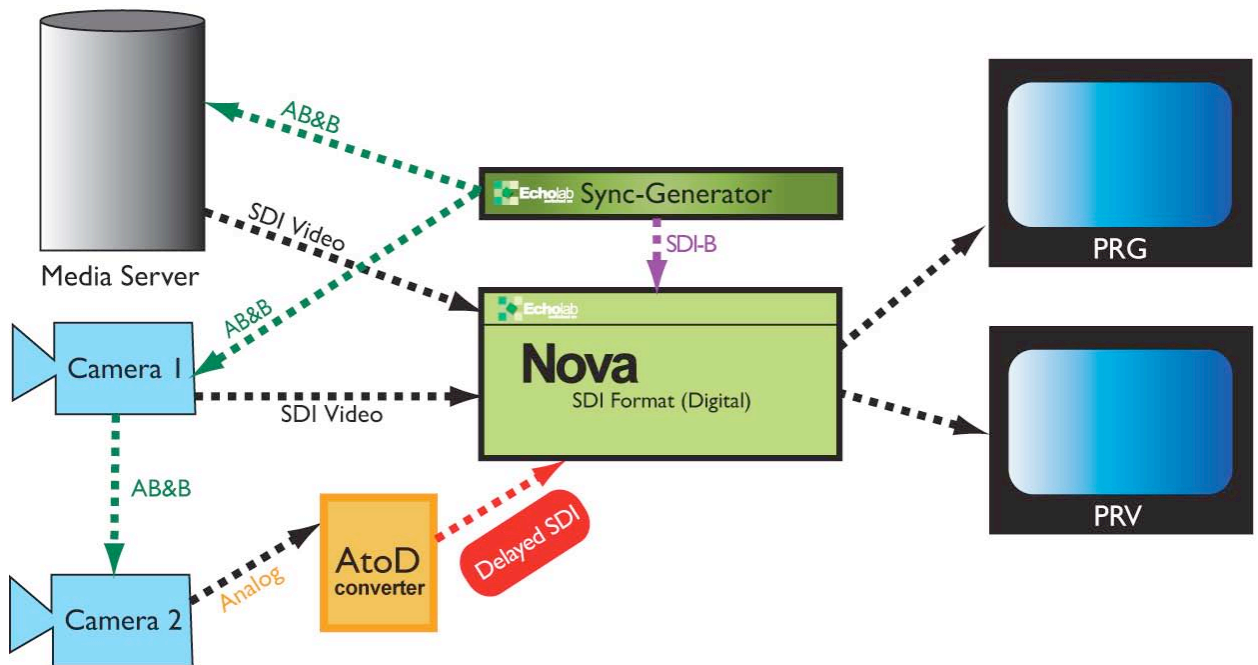 AB&B
Echolab
Sync-Generator
SDI Video
SDI-B
PRG
Media Server
AB&B
Echolab
Camera 1
Nova
SDI Format (Digital)
SDI Video
AB&B
Delayed SDI
PRV
AtoD
converter
Analog
Camera 2